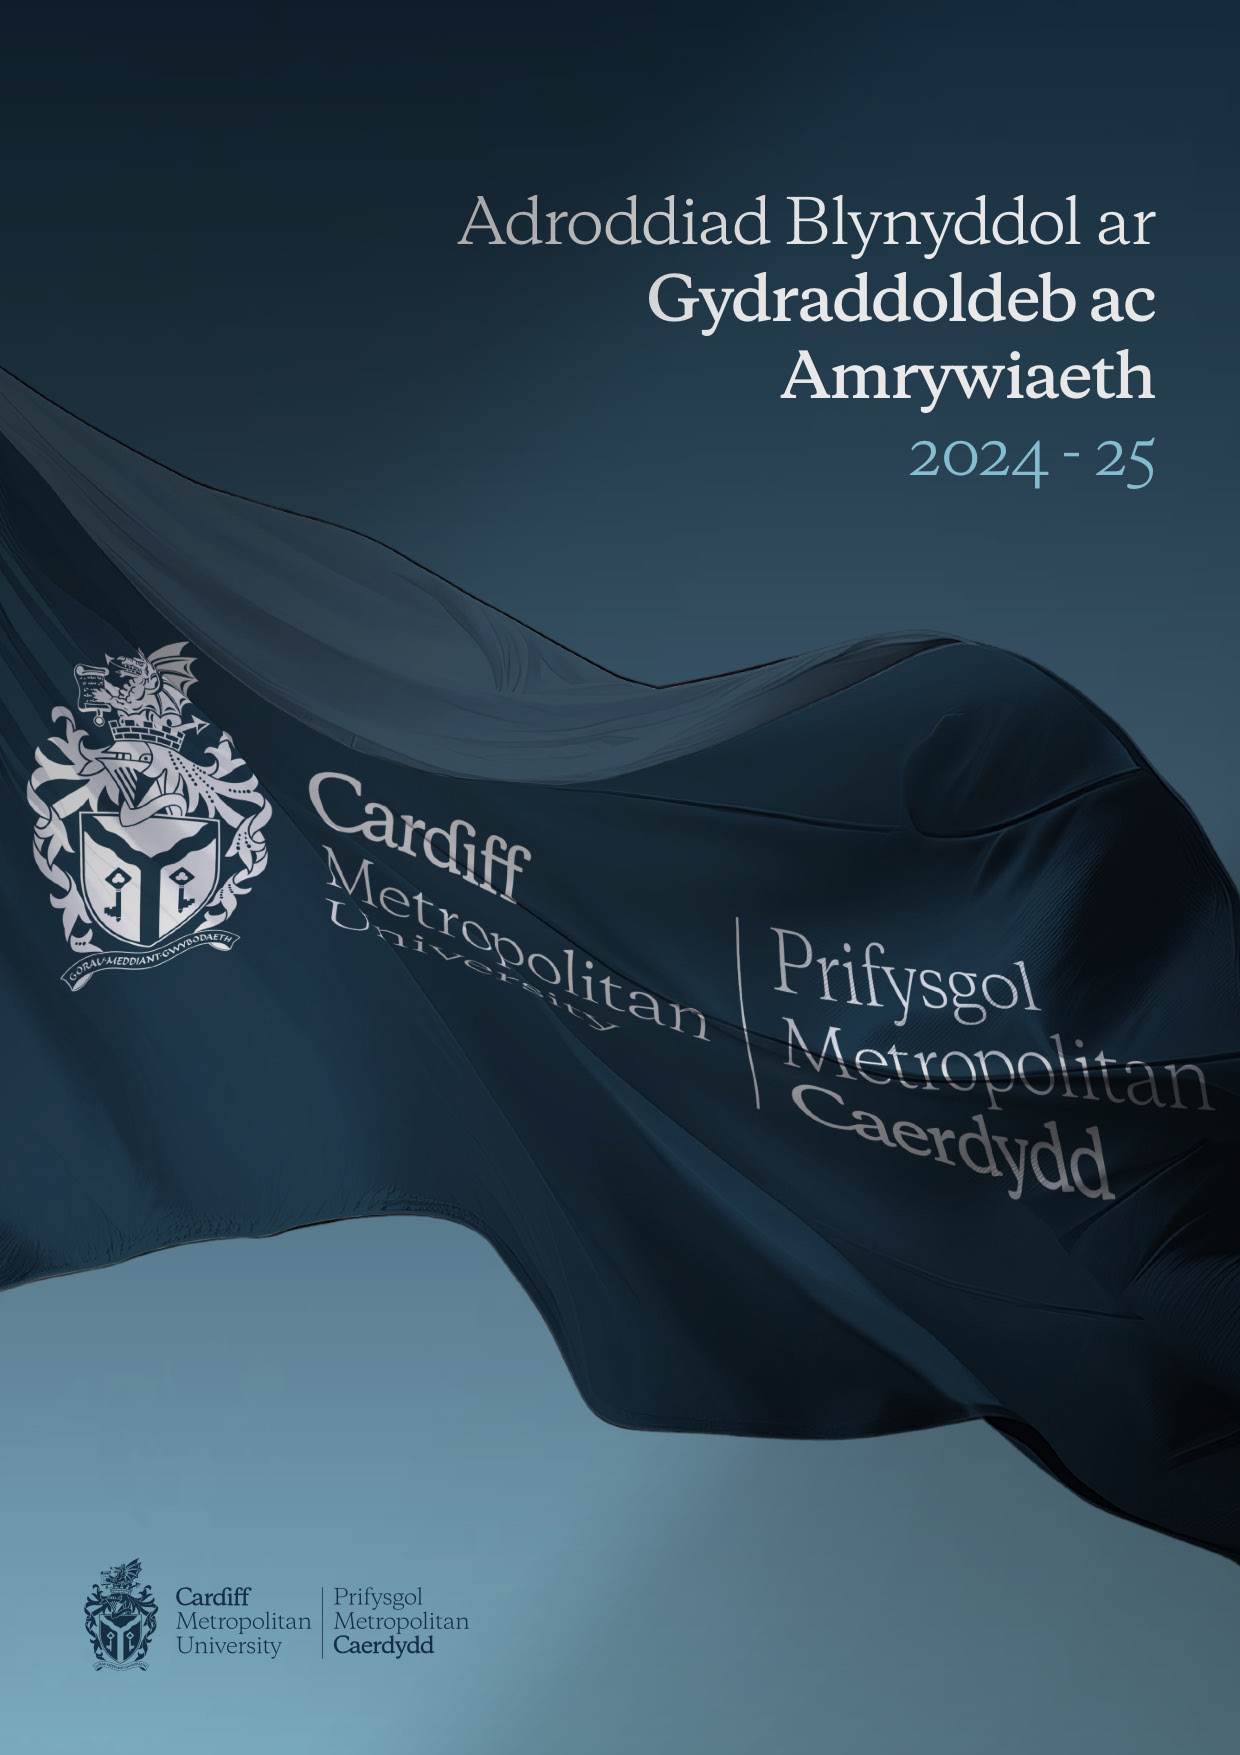 Adroddiad Blynyddol ar
Gydraddoldeb ac
Amrywiaeth
2024 - 25
GORAU·MEDDIANT·GWYBODAETH
Cardiff
Metropolitan
University
Prifysgol
Metropolitan
Caerdydd
Cardiff
Metropolitan
University
Prifysgol
Metropolitan
Caerdydd